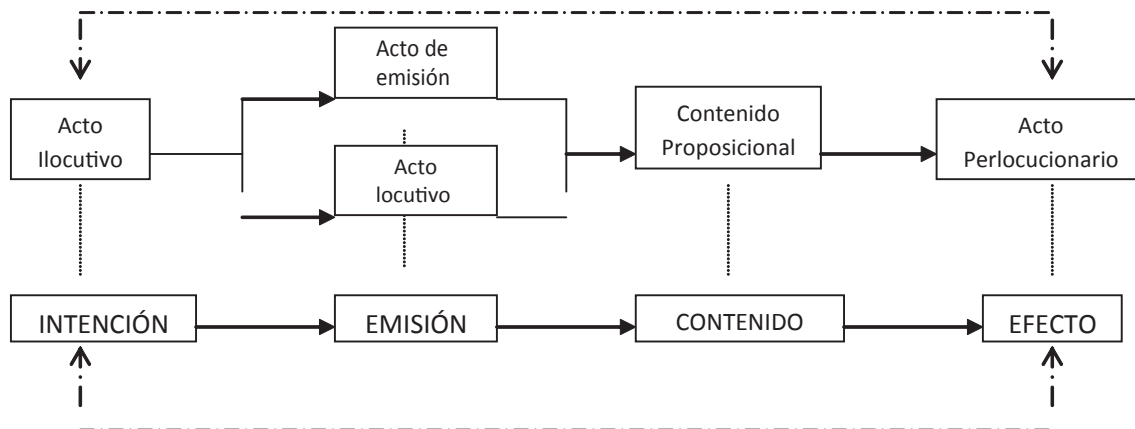 Acto de
emisión
Acto
Ilocutivo
Contenido
Proposicional
Acto
Perlocucionario
Acto
locutivo
INTENCIÓN
EMISIÓN
CONTENIDO
EFECTO